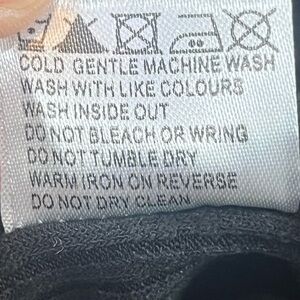 COLD GENTLE MACHINE WASH
WASH WITH LIKE COLOURS
WASH INSIDE OUT
DO NOT BLEACH OR WRING
DO NOT TUMBLE DRY
WARM IRON ON REVERSE
DO NOT DRY CLEAN